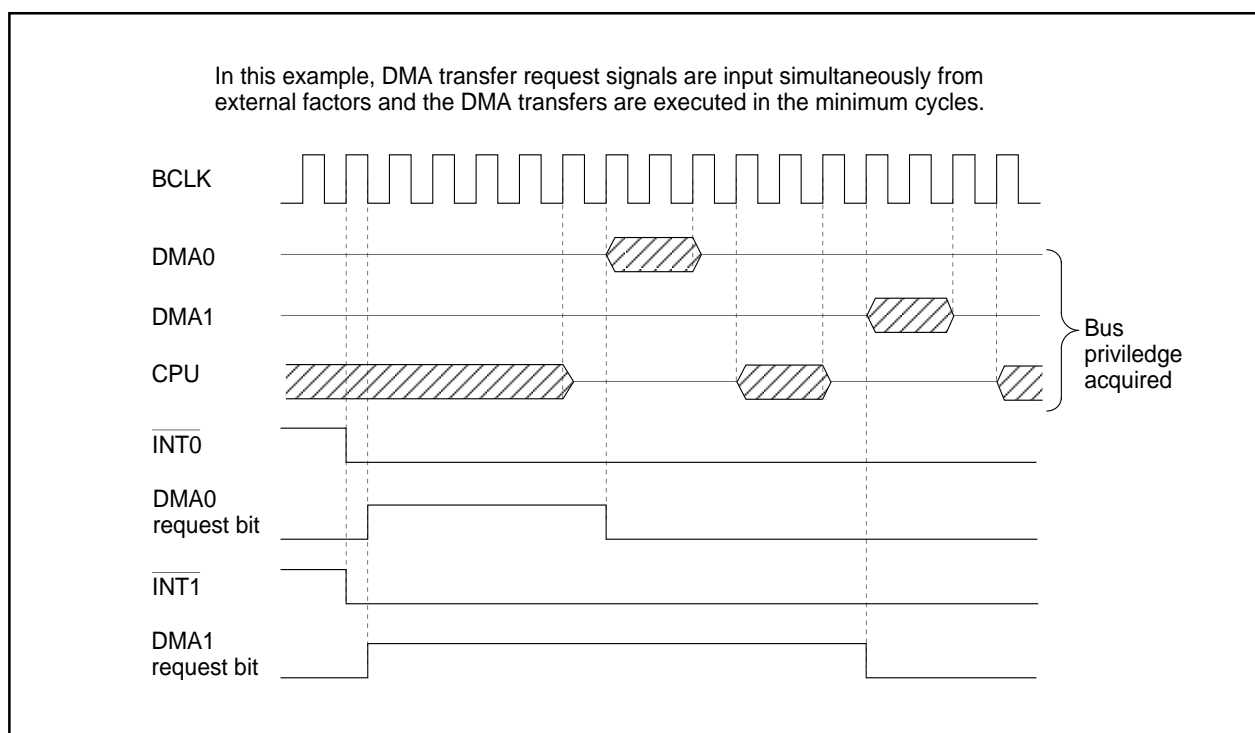 In this example, DMA transfer request signals are input simultaneously from
external factors and the DMA transfers are executed in the minimum cycles.
BCLK
DMA0
DMA1
CPU
Bus
priviledge
acquired
INT0
DMA0
request bit
INT1
DMA1
request bit